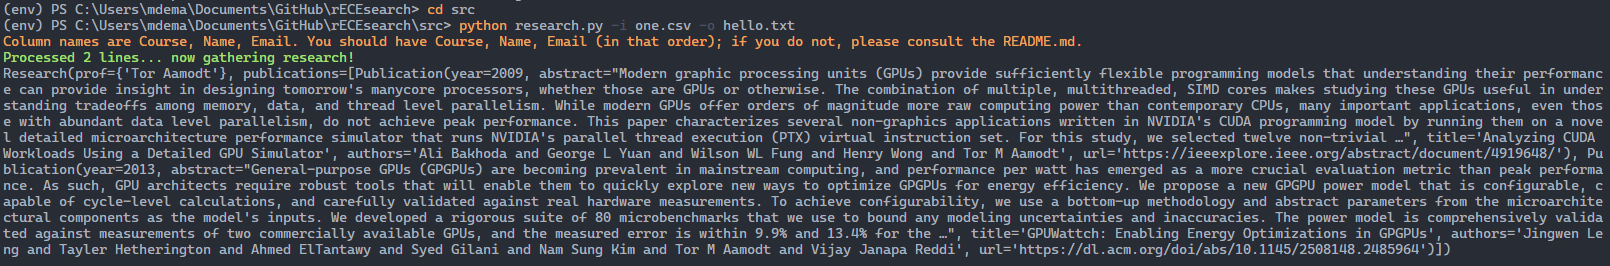 (env) PS C:\Users\mdema\Documents\GitHub\rECEsearch> cd src
(env) PS C:\Users\mdema\Documents\GitHub\rECEsearch\src> python research.py -i one.csv -o hello.txt
Column names are Course, Name, Email. You should have Course, Name, Email (in that order); if you do not, please consult the README.md.
Processed 2 lines... now gathering research!
Research(prof={'Tor Aamodt'}, publications=[Publication(year=2009, abstract="Modern graphic processing units (GPUs) provide sufficiently flexible programming models that understanding their performanc
e can provide insight in designing tomorrow's manycore processors, whether those are GPUs or otherwise. The combination of multiple, multithreaded, SIMD cores makes studying these GPUs useful in under
standing tradeoffs among memory, data, and thread level parallelism. While modern GPUs offer orders of magnitude more raw computing power than contemporary CPUs, many important applications, even thos
e with abundant data level parallelism, do not achieve peak performance. This paper characterizes several non-graphics applications written in NVIDIA's CUDA programming model by running them on a nove
l detailed microarchitecture performance simulator that runs NVIDIA's parallel thread execution (PTX) virtual instruction set. For this study, we selected twelve non-trivial …", title='Analyzing CUDA
Workloads Using a Detailed GPU Simulator', authors='Ali Bakhoda and George L Yuan and Wilson WL Fung and Henry Wong and Tor M Aamodt', url='https://ieeexplore.ieee.org/abstract/document/4919648/'), Pu
blication(year=2013, abstract="General-purpose GPUs (GPGPUs) are becoming prevalent in mainstream computing, and performance per watt has emerged as a more crucial evaluation metric than peak performa
nce. As such, GPU architects require robust tools that will enable them to quickly explore new ways to optimize GPGPUs for energy efficiency. We propose a new GPGPU power model that is configurable, c
apable of cycle-level calculations, and carefully validated against real hardware measurements. To achieve configurability, we use a bottom-up methodology and abstract parameters from the microarchite
ctural components as the model's inputs. We developed a rigorous suite of 80 microbenchmarks that we use to bound any modeling uncertainties and inaccuracies. The power model is comprehensively valida
ted against measurements of two commercially available GPUs, and the measured error is within 9.9% and 13.4% for the …", title='GPUWattch: Enabling Energy Optimizations in GPGPUs', authors='Jingwen Le
ng and Tayler Hetherington and Ahmed ElTantawy and Syed Gilani and Nam Sung Kim and Tor M Aamodt and Vijay Janapa Reddi', url='https://dl.acm.org/doi/abs/10.1145/2508148.2485964')])